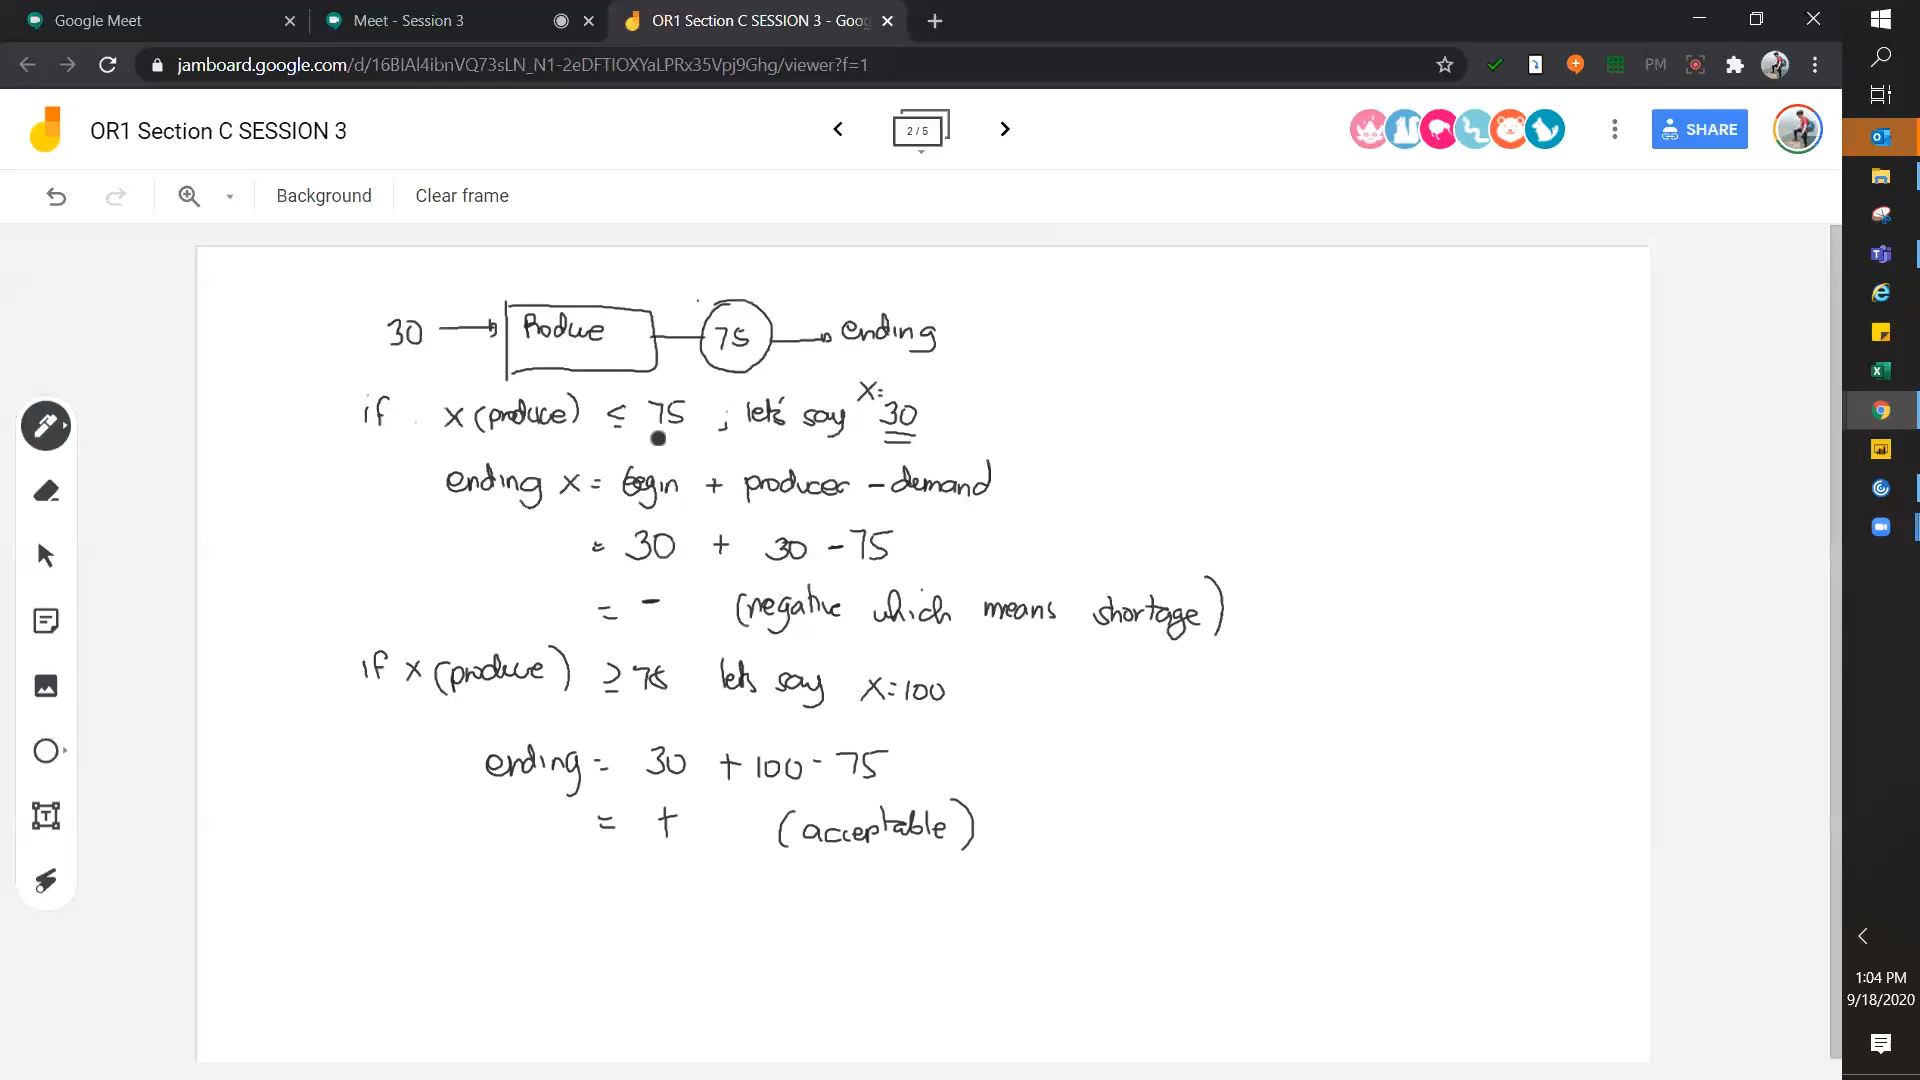 Google Meet
Meet - Session 3
OR1 Section C SESSION 3 - Goog
jamboard.google.com/d/16BIAl4ibnVQ73sLN_N1-2eDFTIOXYaLPRx35Vpj9Ghg/viewer?f=1
PM
OR1 Section C SESSION 3
2 / 5
SHARE
Background
Clear frame
30 → Produce 75 → ending
if x (produce) ≤ 75 ; let's say x = 30
ending x = begin + producer - demand
= 30 + 30 - 75
= - (negative which means shortage)
if x (produce) ≥ 75 lets say x = 100
ending = 30 + 100 - 75
= + (acceptable)
1:04 PM
9/18/2020